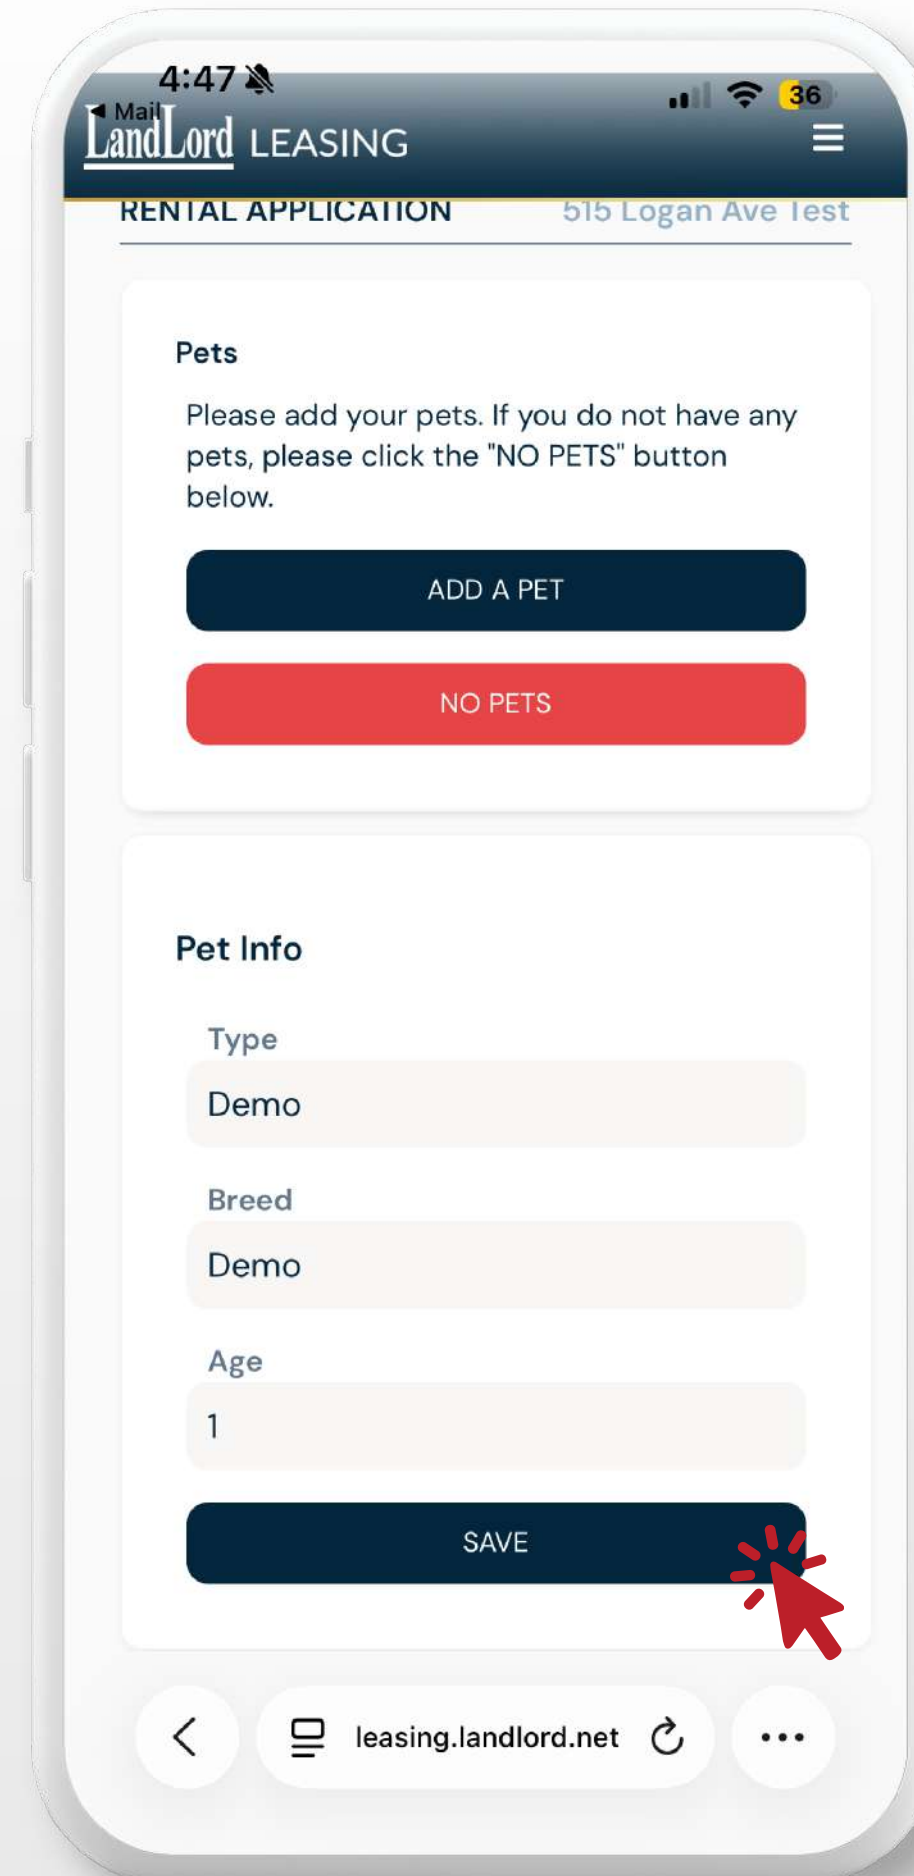 4:47
Mail
36
LandLord LEASING
RENTAL APPLICATION 515 Logan Ave Test
Pets
Please add your pets. If you do not have any
pets, please click the "NO PETS" button
below.
ADD A PET
NO PETS
Pet Info
Type
Demo
Breed
Demo
Age
1
SAVE
leasing.landlord.net